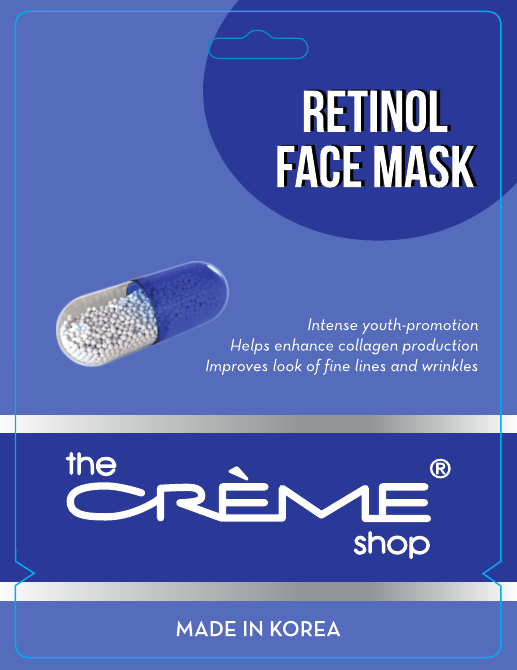 RETINOL
FACE MASK
Intense youth-promotion
Helps enhance collagen production
Improves look of fine lines and wrinkles
the
CRÈME®
shop
MADE IN KOREA